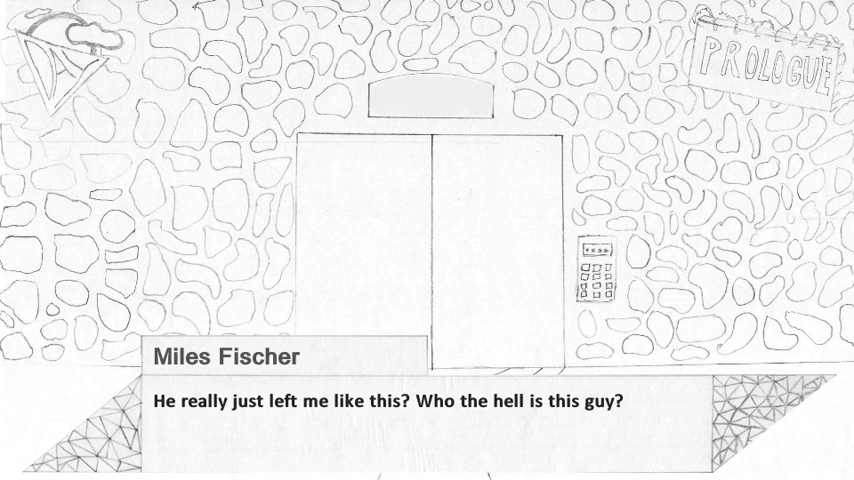 PROLOGUE
Miles Fischer
He really just left me like this? Who the hell is this guy?